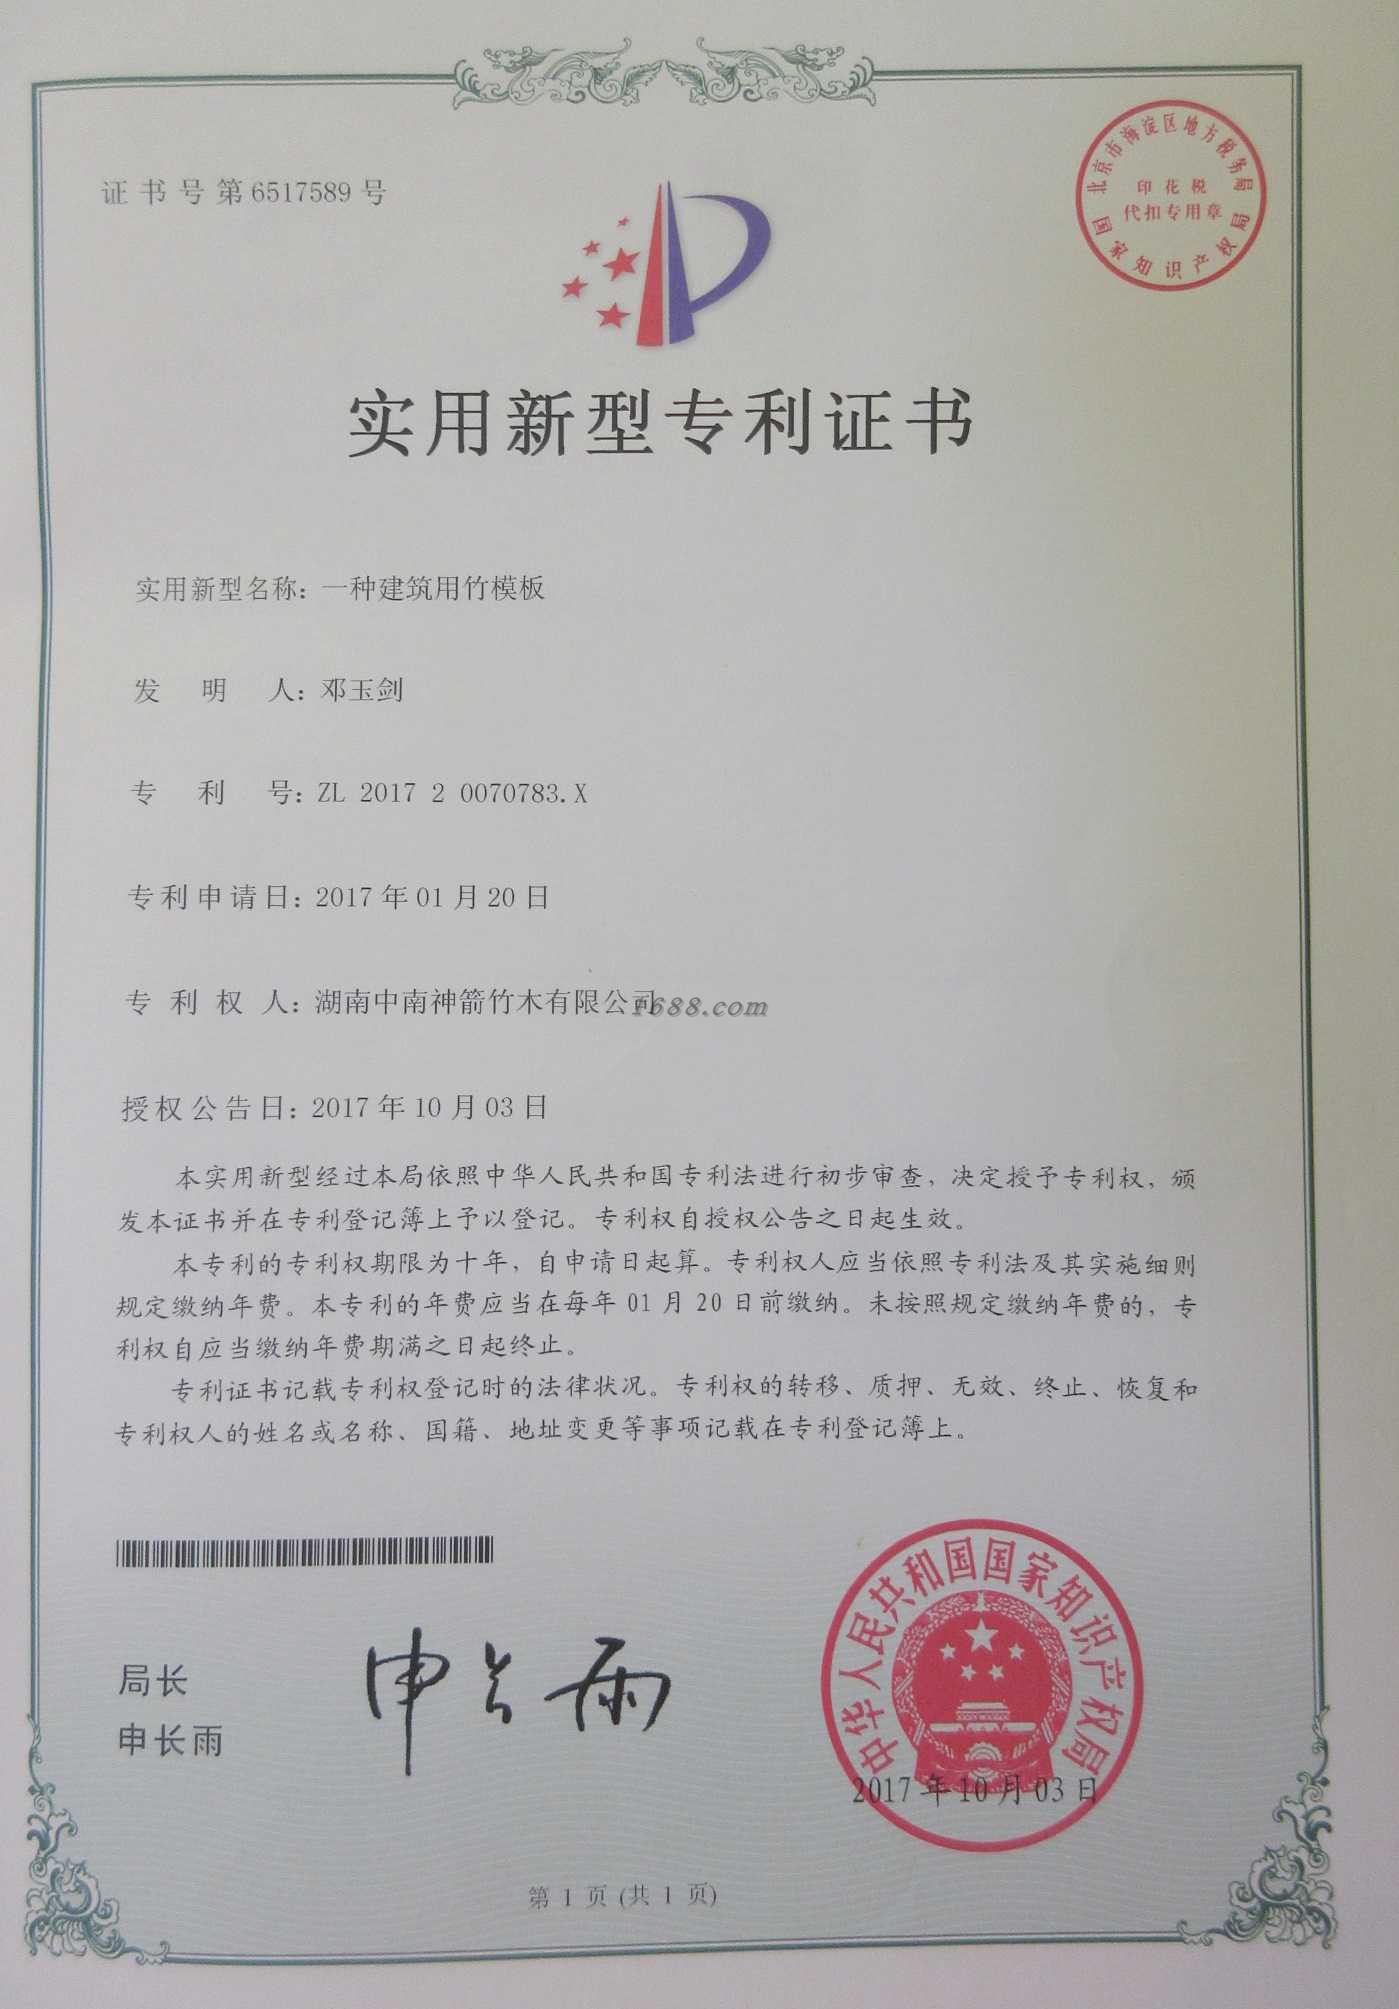 证书号第6517589号
北京市海淀区地方税务局
印花税
代扣专用章
国家知识产权局
实用新型专利证书
实用新型名称：一种建筑用竹模板
发明人：邓玉剑
专利号：ZL 2017 2 0070783.X
专利申请日：2017年01月20日
专利权人：湖南中南神箭竹木有限公司
1688.com
授权公告日：2017年10月03日
本实用新型经过本局依照中华人民共和国专利法进行初步审查，决定授予专利权，颁
发本证书并在专利登记簿上予以登记。专利权自授权公告之日起生效。
本专利的专利权期限为十年，自申请日起算。专利权人应当依照专利法及其实施细则
规定缴纳年费。本专利的年费应当在每年01月20日前缴纳。未按照规定缴纳年费的，专
利权自应当缴纳年费期满之日起终止。
专利证书记载专利权登记时的法律状况。专利权的转移、质押、无效、终止、恢复和
专利权人的姓名或名称、国籍、地址变更等事项记载在专利登记簿上。
局长
申长雨
申长雨
中华人民共和国国家知识产权局
2017年10月03日
第1页(共1页)